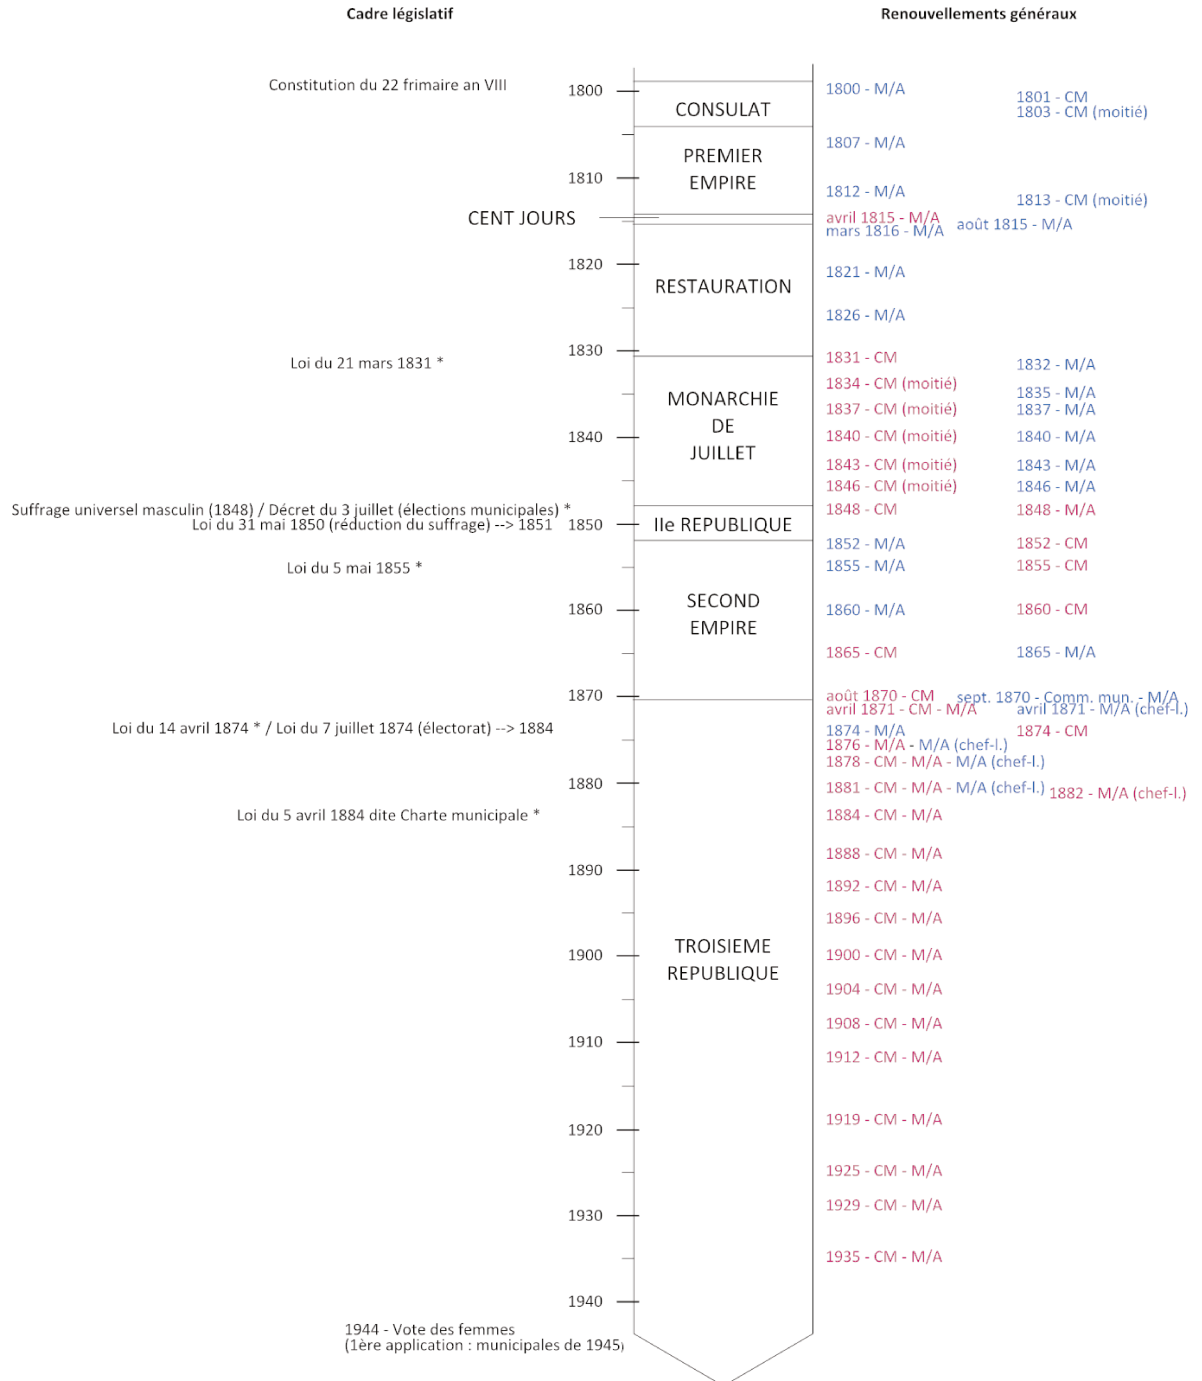 Cadre législatif
Renouvellements généraux
Constitution du 22 frimaire an VIII
1800
CONSULAT
1800 - M/A
1801 - CM
1803 - CM (moitié)
PREMIER
EMPIRE
1807 - M/A
1810
1812 - M/A
1813 - CM (moitié)
CENT JOURS
avril 1815 - M/A
août 1815 - M/A
mars 1816 - M/A
1820
RESTAURATION
1821 - M/A
1826 - M/A
1830
Loi du 21 mars 1831 *
1831 - CM
1832 - M/A
MONARCHIE
DE
JUILLET
1834 - CM (moitié)
1835 - M/A
1837 - CM (moitié)
1837 - M/A
1840
1840 - CM (moitié)
1840 - M/A
1843 - CM (moitié)
1843 - M/A
1846 - CM (moitié)
1846 - M/A
Suffrage universel masculin (1848) / Décret du 3 juillet (élections municipales) *
1848 - CM
1848 - M/A
Loi du 31 mai 1850 (réduction du suffrage) --> 1851
1850
IIe REPUBLIQUE
1852 - M/A
1852 - CM
Loi du 5 mai 1855 *
1855 - M/A
1855 - CM
SECOND
EMPIRE
1860
1860 - M/A
1860 - CM
1865 - CM
1865 - M/A
1870
août 1870 - CM
sept. 1870 - Comm. mun. - M/A
avril 1871 - CM - M/A
avril 1871 - M/A (chef-l.)
Loi du 14 avril 1874 * / Loi du 7 juillet 1874 (électorat) --> 1884
1874 - M/A
1874 - CM
1876 - M/A - M/A (chef-l.)
1878 - CM - M/A - M/A (chef-l.)
1880
1881 - CM - M/A - M/A (chef-l.)
1882 - M/A (chef-l.)
Loi du 5 avril 1884 dite Charte municipale *
1884 - CM - M/A
1888 - CM - M/A
1890
1892 - CM - M/A
1896 - CM - M/A
TROISIEME
REPUBLIQUE
1900
1900 - CM - M/A
1904 - CM - M/A
1908 - CM - M/A
1910
1912 - CM - M/A
1919 - CM - M/A
1920
1925 - CM - M/A
1929 - CM - M/A
1930
1935 - CM - M/A
1940
1944 - Vote des femmes
(1ère application : municipales de 1945)